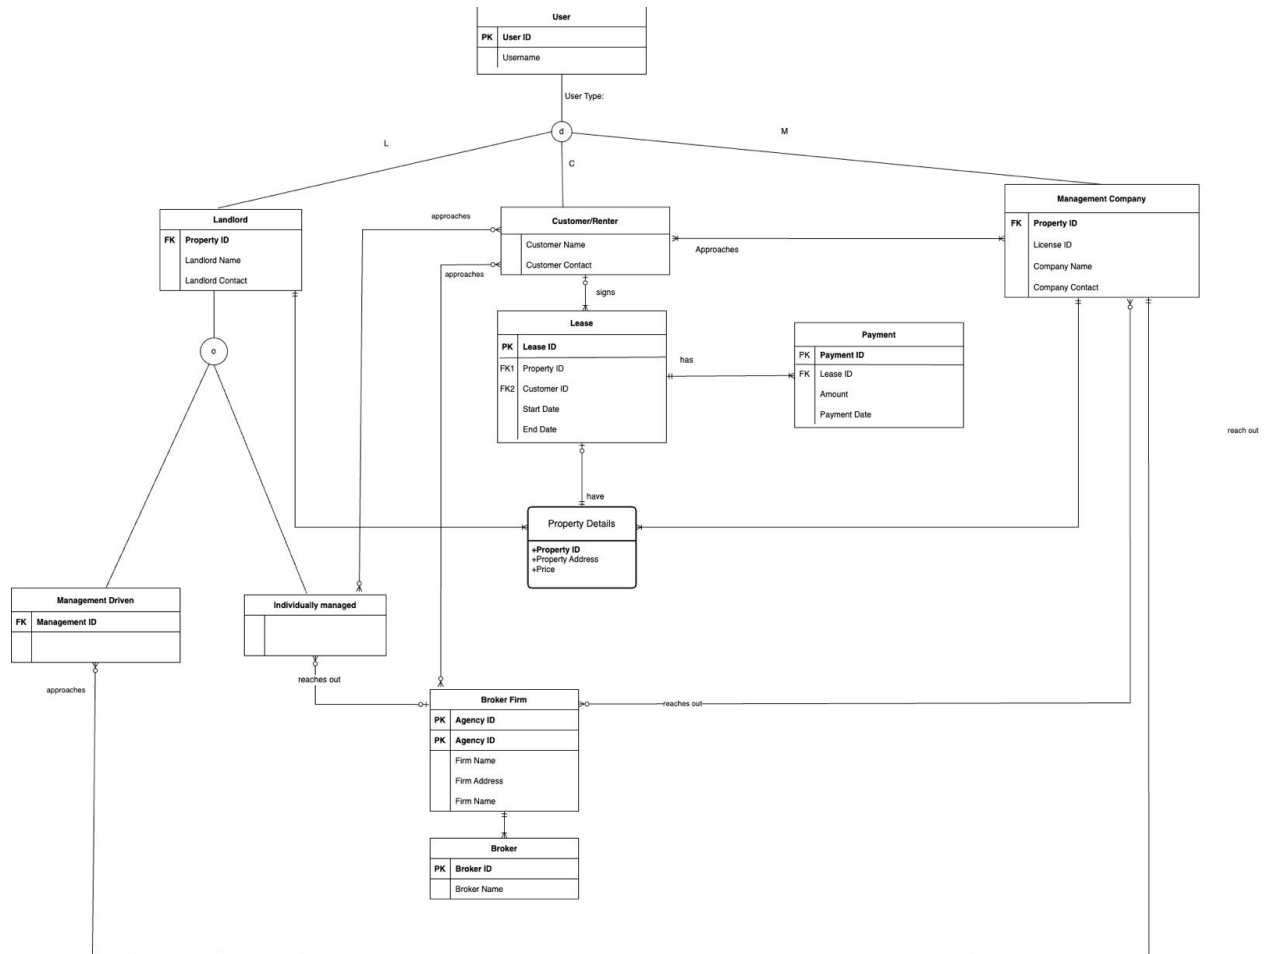 User
PK User ID
Username
User Type:
d
L
C
M
Landlord
FK Property ID
Landlord Name
Landlord Contact
approaches
Customer/Renter
Customer Name
Customer Contact
approaches
Approaches
Management Company
FK Property ID
License ID
Company Name
Company Contact
signs
o
Lease
PK Lease ID
FK1 Property ID
FK2 Customer ID
Start Date
End Date
has
Payment
PK Payment ID
FK Lease ID
Amount
Payment Date
reach out
have
Property Details
+Property ID
+Property Address
+Price
Management Driven
FK Management ID
Individually managed
approaches
reaches out
Broker Firm
PK Agency ID
PK Agency ID
Firm Name
Firm Address
Firm Name
reaches out
Broker
PK Broker ID
Broker Name